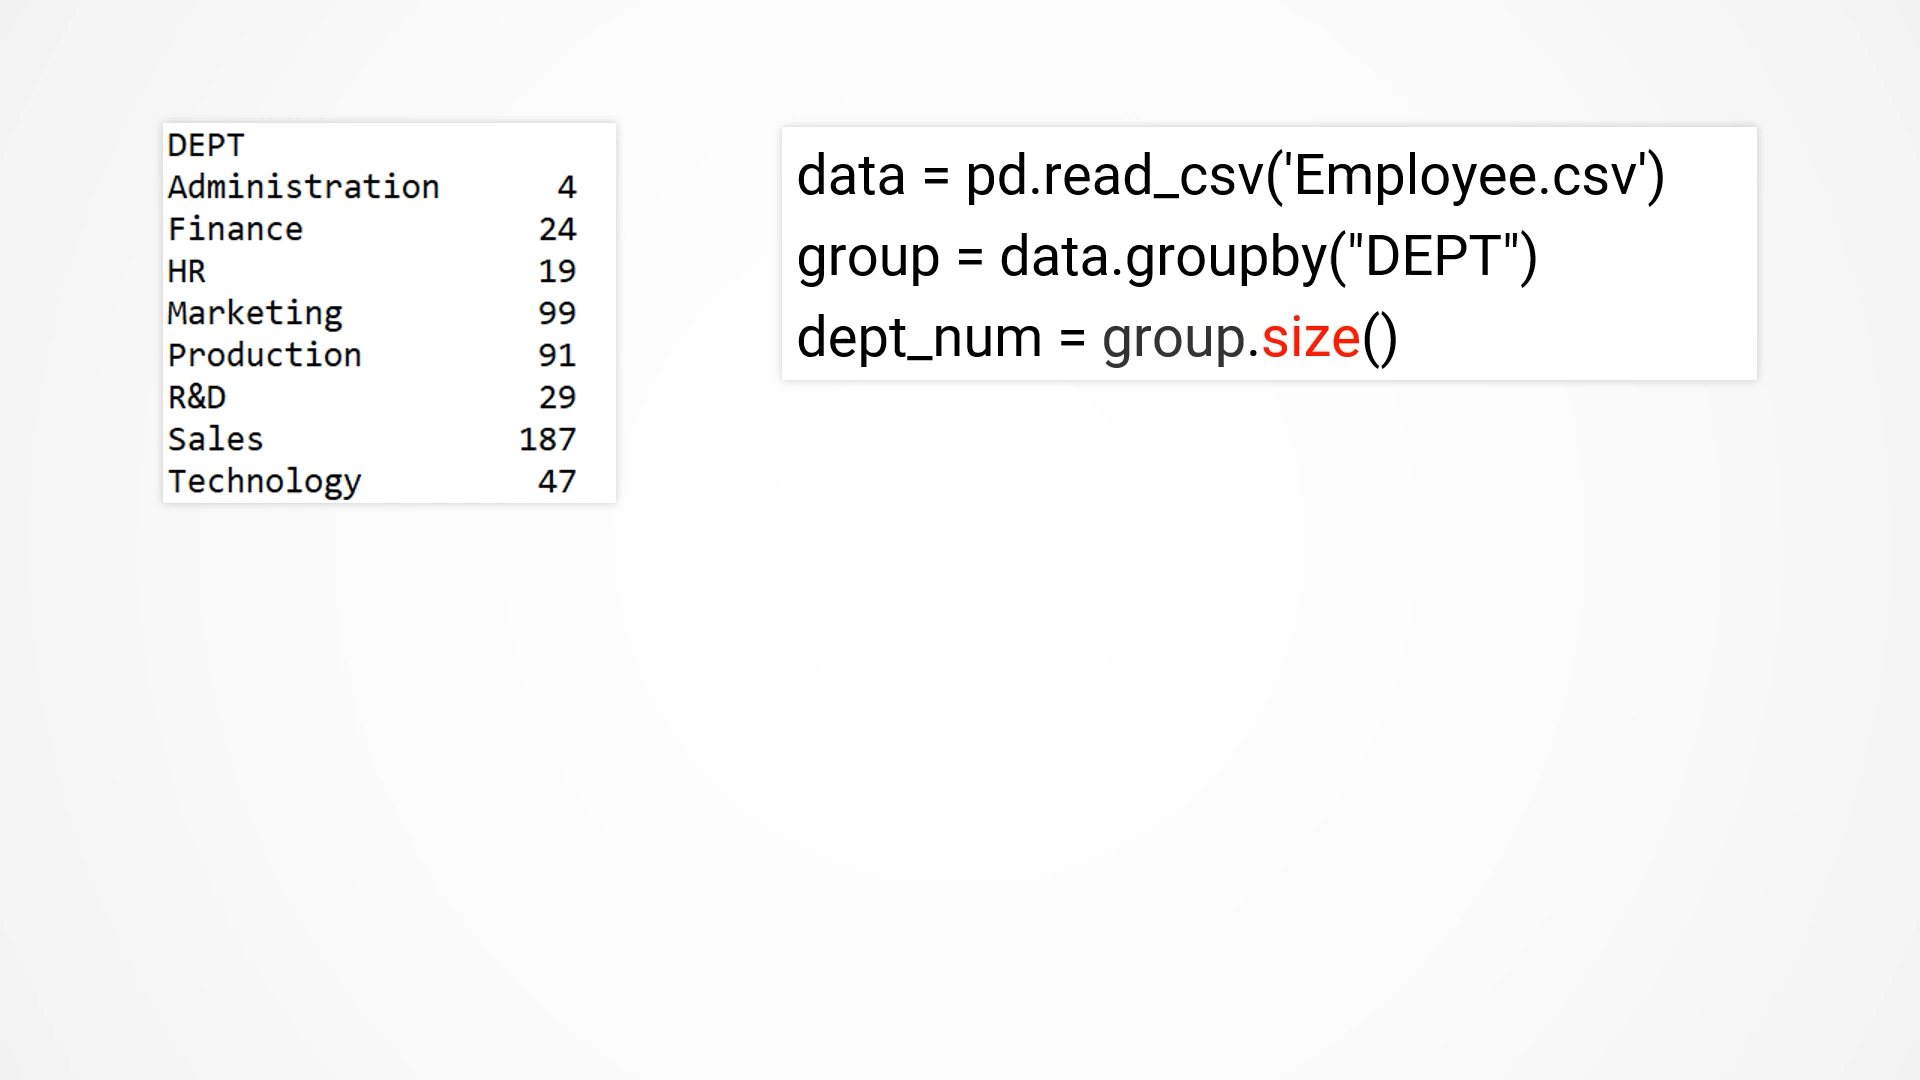 DEPT
Administration 4
Finance 24
HR 19
Marketing 99
Production 91
R&D 29
Sales 187
Technology 47
data = pd.read_csv('Employee.csv')
group = data.groupby("DEPT")
dept_num = group.size()